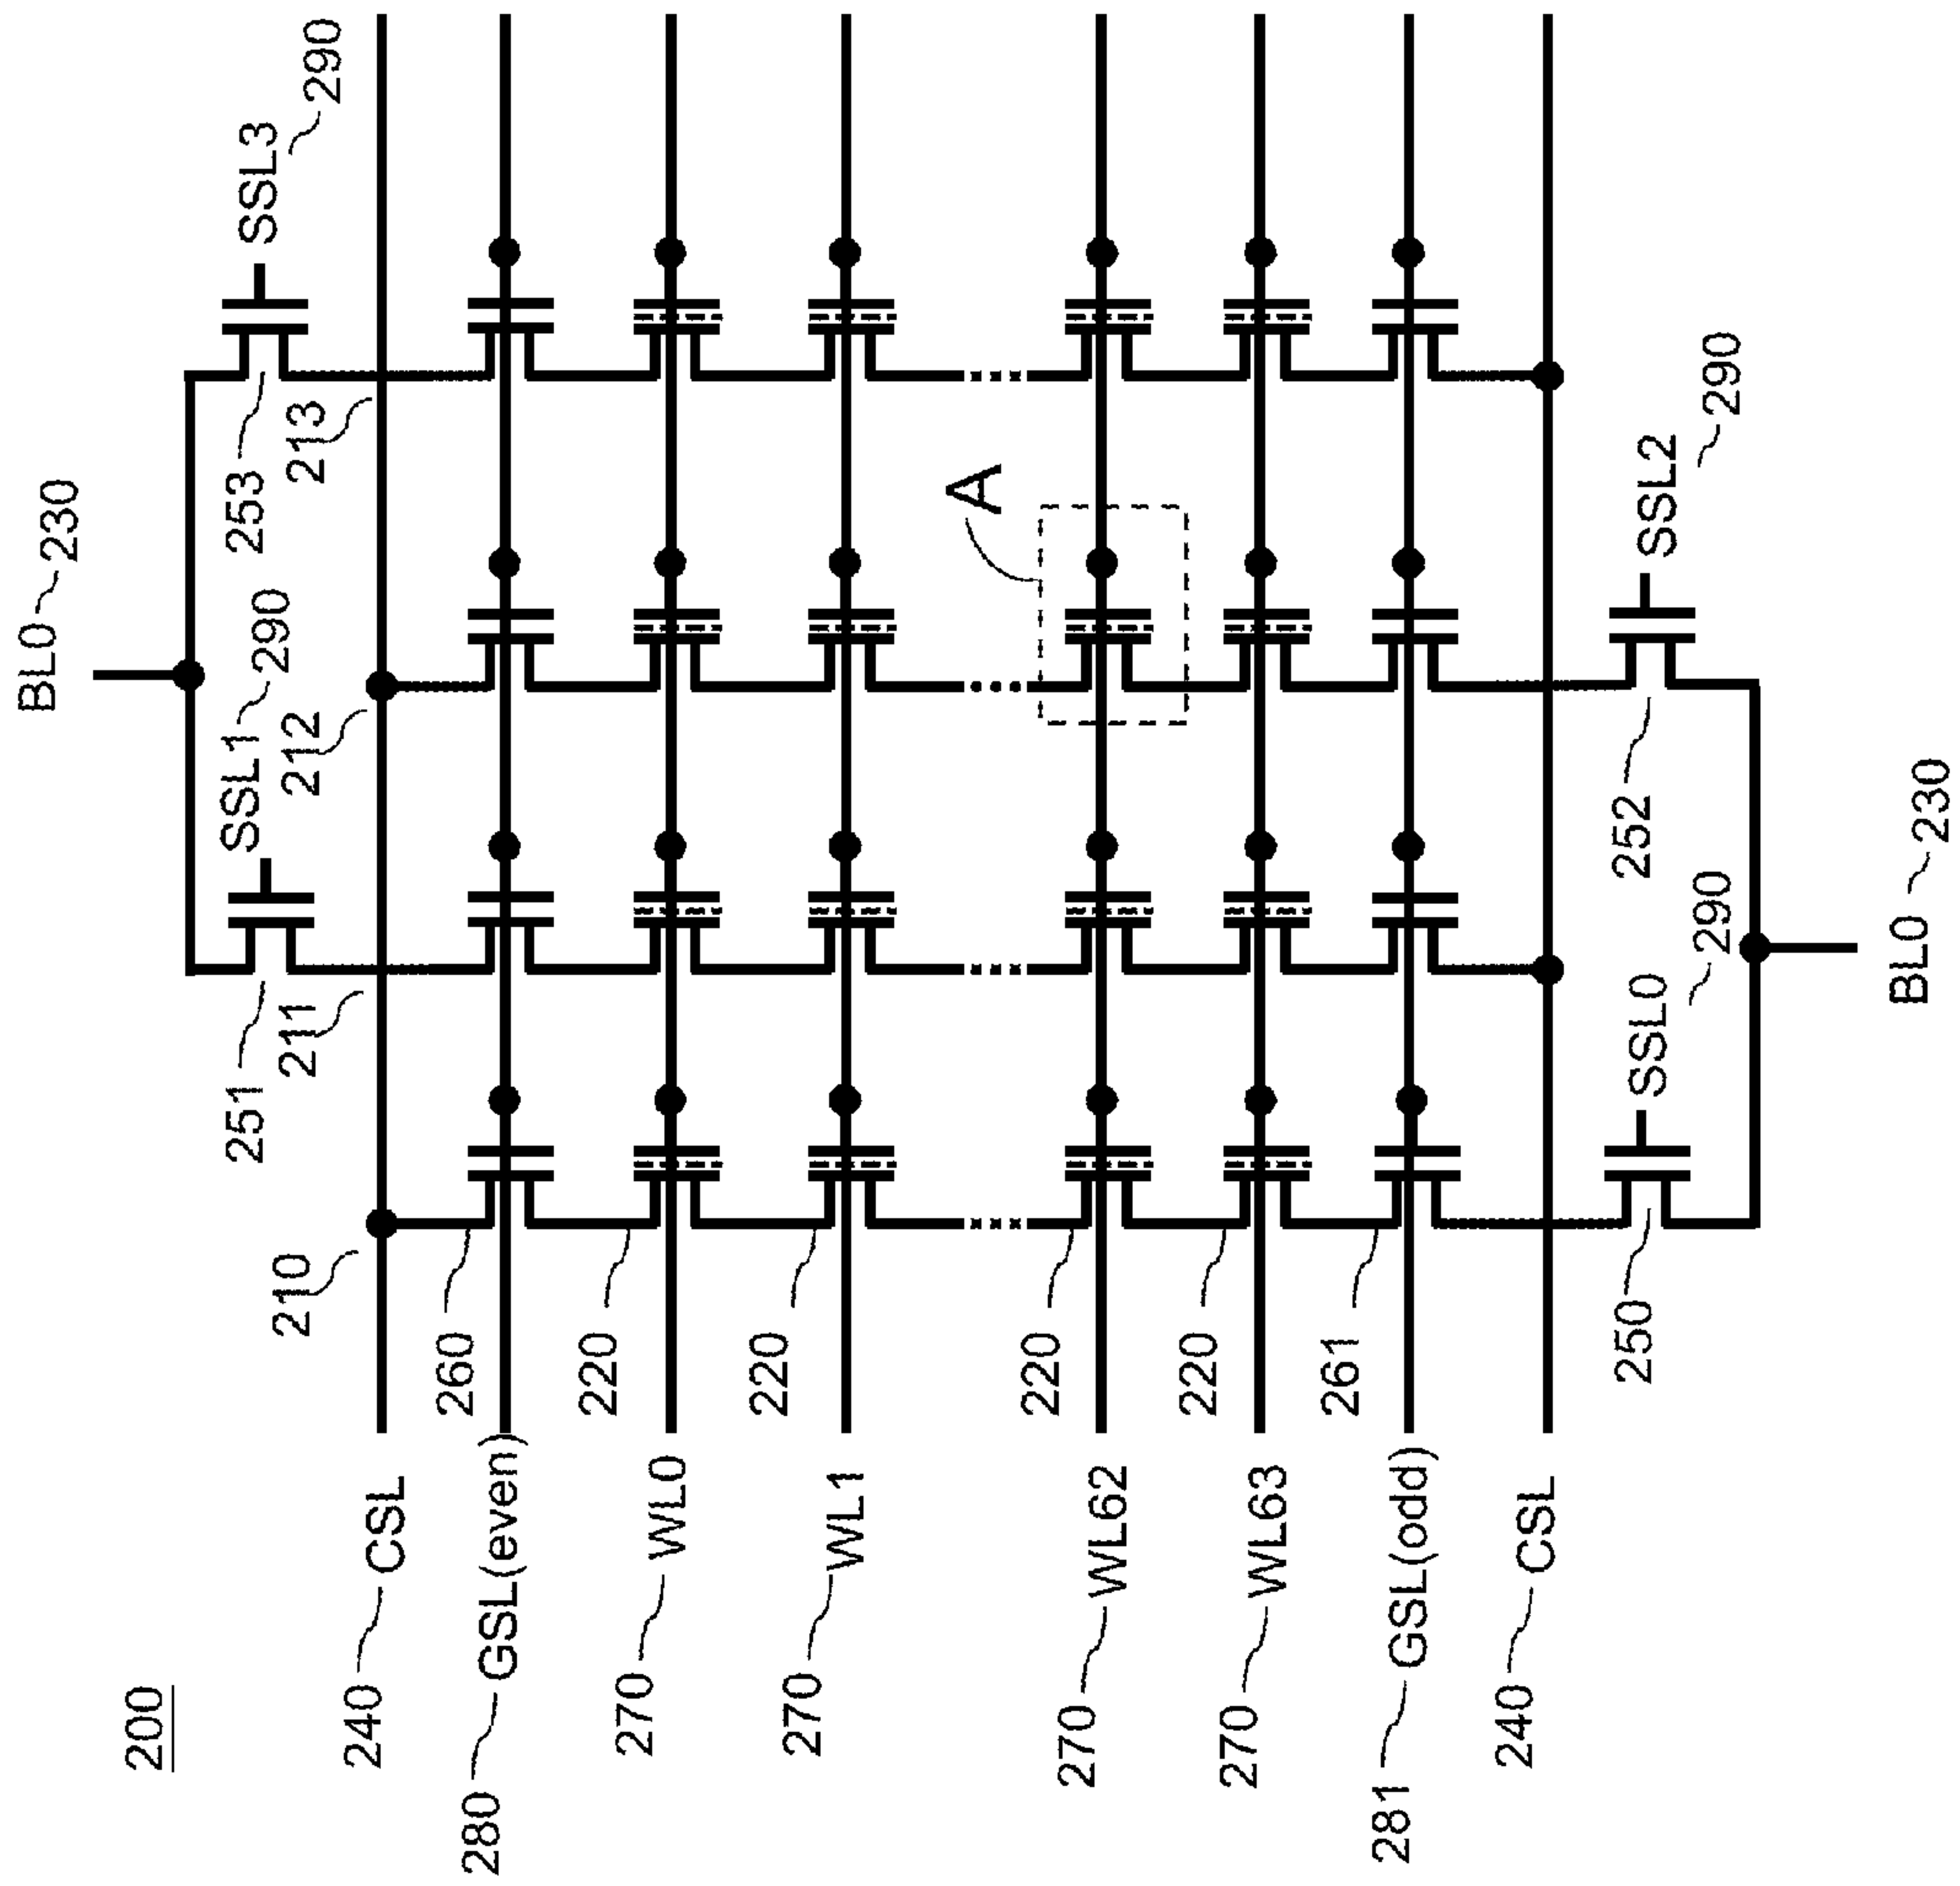 200
BL0 230
SSL1 290
SSL3 290
251
211
212
253
213
210
240 CSL
280 GSL(even)
260
270 WL0
220
270 WL1
220
A
270 WL62
220
270 WL63
220
281 GSL(odd)
261
240 CSL
250
SSL0 290
252
SSL2 290
BL0 230